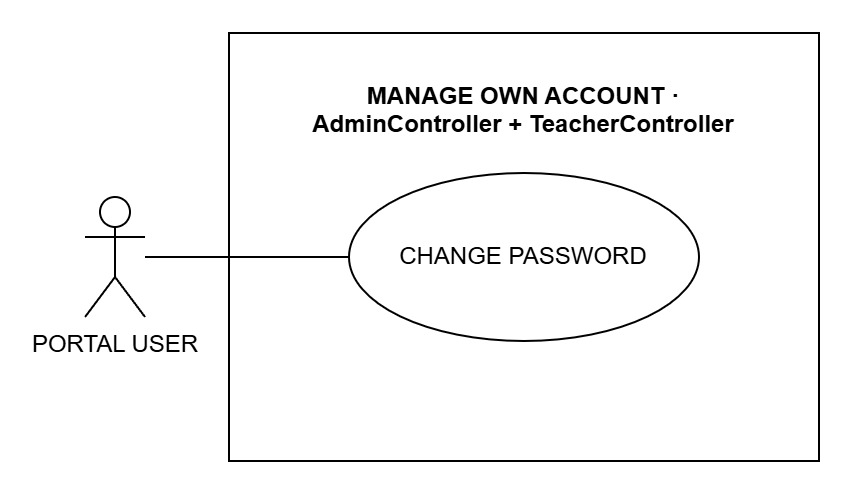 MANAGE OWN ACCOUNT ·
AdminController + TeacherController
CHANGE PASSWORD
PORTAL USER